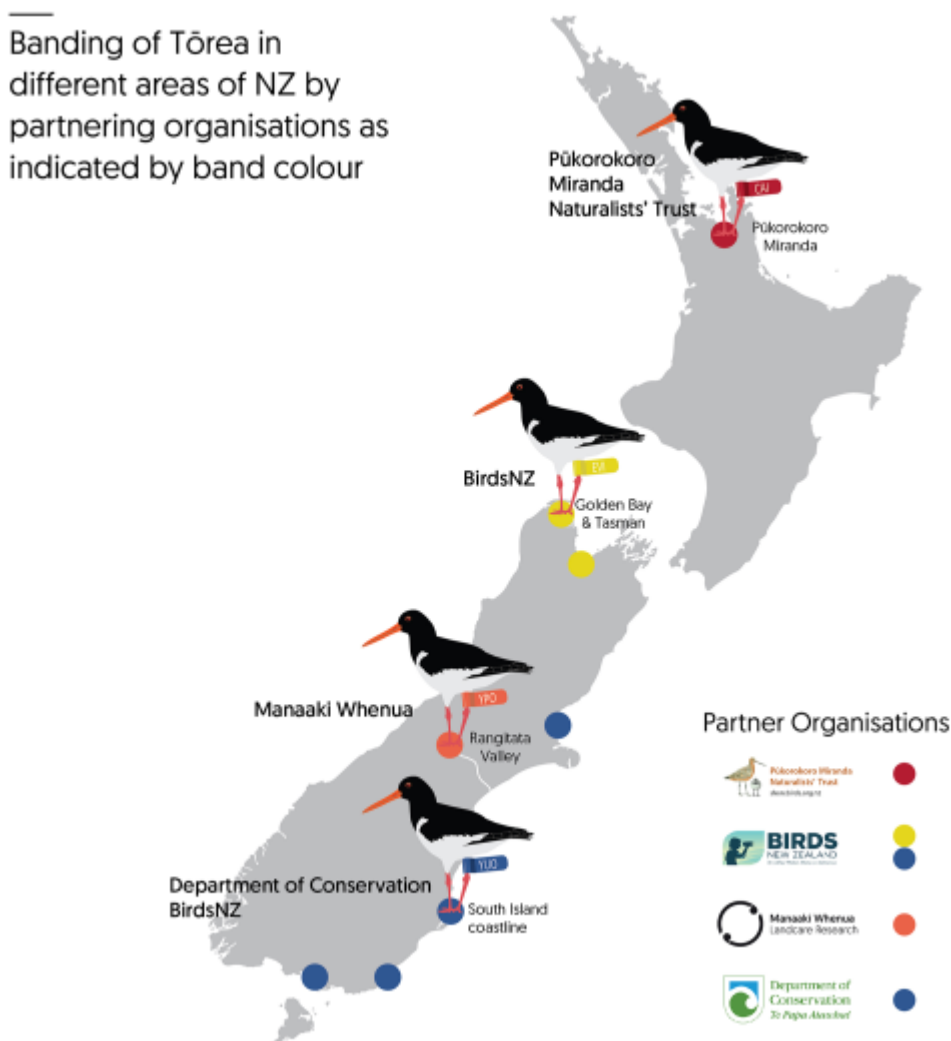 Banding of Tōrea in
different areas of NZ by
partnering organisations as
indicated by band colour
Pūkorokoro
Miranda
Naturalists' Trust
CAJ
Pūkorokoro
Miranda
BirdsNZ
Golden Bay
& Tasman
Manaaki Whenua
YPO
Rangitata
Valley
Department of Conservation
BirdsNZ
YUO
South Island
coastline
Partner Organisations
Pūkorokoro Miranda
Naturalists' Trust
BIRDS
NEW ZEALAND
Manaaki Whenua
Landcare Research
Department of
Conservation
Te Papa Atawhai